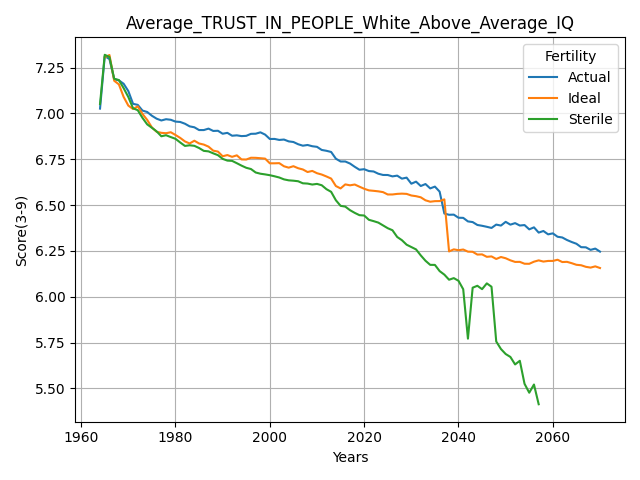 Average_TRUST_IN_PEOPLE_White_Above_Average_IQ
Fertility
Actual
Ideal
Sterile
Score(3-9)
7.25
7.00
6.75
6.50
6.25
6.00
5.75
5.50
1960 1980 2000 2020 2040 2060
Years